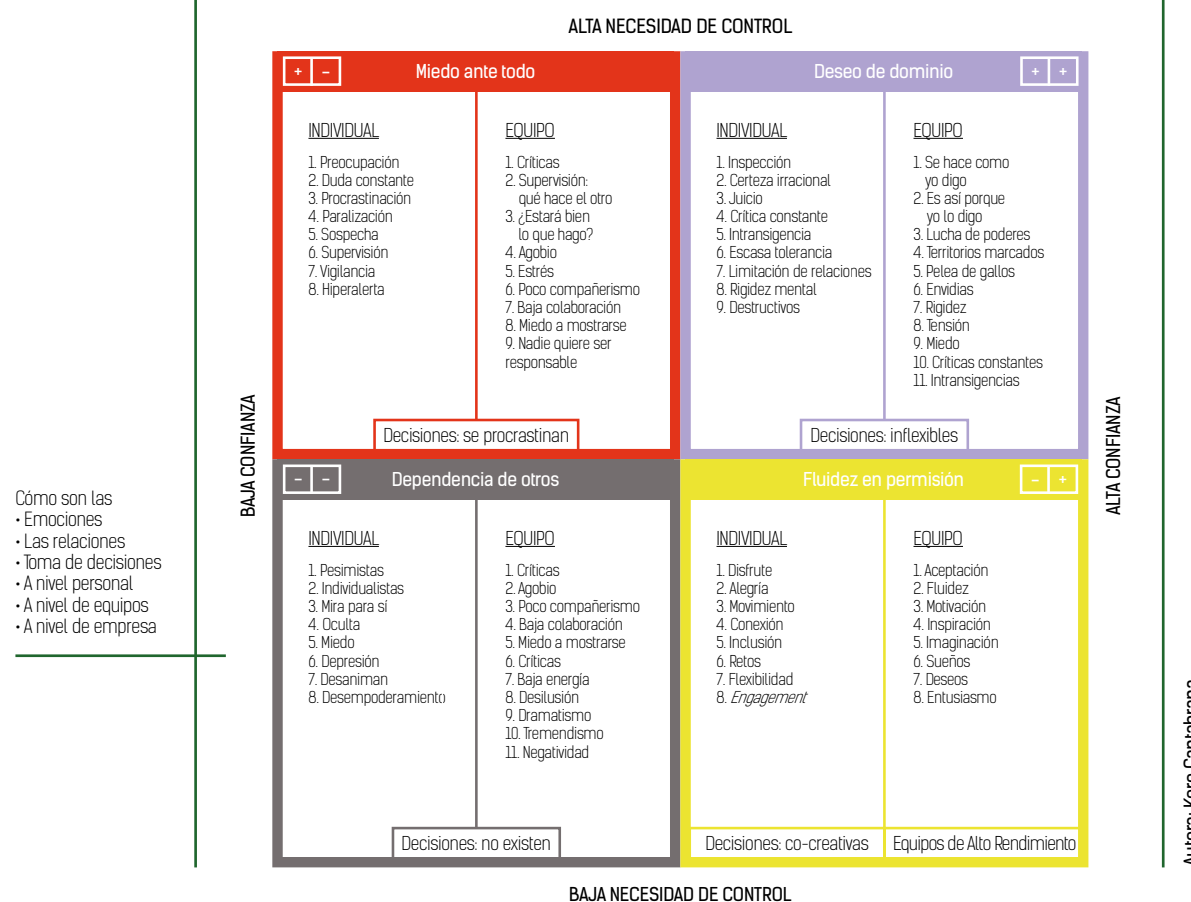 ALTA NECESIDAD DE CONTROL
+ -
Miedo ante todo
INDIVIDUAL
1. Preocupación
2. Duda constante
3. Procrastinación
4. Paralización
5. Sospecha
6. Supervisión
7. Vigilancia
8. Hiperalerta
EQUIPO
1. Críticas
2. Supervisión:
qué hace el otro
3. ¿Estará bien
lo que hago?
4. Agobio
5. Estrés
6. Poco compañerismo
7. Baja colaboración
8. Miedo a mostrarse
9. Nadie quiere ser
responsable
Decisiones: se procrastinan
Deseo de dominio
+ +
INDIVIDUAL
1. Inspección
2. Certeza irracional
3. Juicio
4. Crítica constante
5. Intransigencia
6. Escasa tolerancia
7. Limitación de relaciones
8. Rigidez mental
9. Destructivos
EQUIPO
1. Se hace como
yo digo
2. Es así porque
yo lo digo
3. Lucha de poderes
4. Territorios marcados
5. Pelea de gallos
6. Envidias
7. Rigidez
8. Tensión
9. Miedo
10. Críticas constantes
11. Intransigencias
Decisiones: inflexibles
BAJA CONFIANZA
ALTA CONFIANZA
Cómo son las
• Emociones
• Las relaciones
• Toma de decisiones
• A nivel personal
• A nivel de equipos
• A nivel de empresa
- -
Dependencia de otros
INDIVIDUAL
1. Pesimistas
2. Individualistas
3. Mira para sí
4. Oculta
5. Miedo
6. Depresión
7. Desaniman
8. Desempoderamiento
EQUIPO
1. Críticas
2. Agobio
3. Poco compañerismo
4. Baja colaboración
5. Miedo a mostrarse
6. Críticas
7. Baja energía
8. Desilusión
9. Dramatismo
10. Tremendismo
11. Negatividad
Decisiones: no existen
Fluidez en permisión
- +
INDIVIDUAL
1. Disfrute
2. Alegría
3. Movimiento
4. Conexión
5. Inclusión
6. Retos
7. Flexibilidad
8. Engagement
EQUIPO
1. Aceptación
2. Fluidez
3. Motivación
4. Inspiración
5. Imaginación
6. Sueños
7. Deseos
8. Entusiasmo
Decisiones: co-creativas
Equipos de Alto Rendimiento
BAJA NECESIDAD DE CONTROL